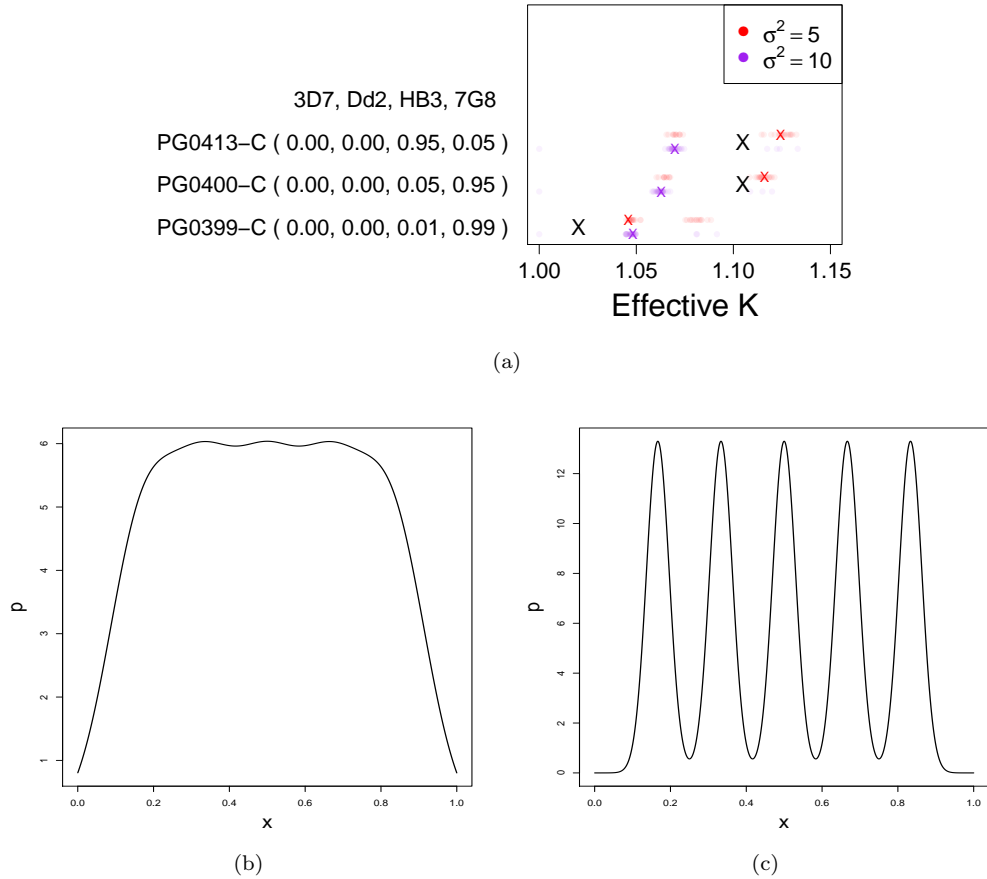 σ² = 5
σ² = 10
3D7, Dd2, HB3, 7G8
PG0413−C ( 0.00, 0.00, 0.95, 0.05 )
PG0400−C ( 0.00, 0.00, 0.05, 0.95 )
PG0399−C ( 0.00, 0.00, 0.01, 0.99 )
1.00 1.05 1.10 1.15
Effective K
(a)
6
5
4
3
2
1
p
0.0 0.2 0.4 0.6 0.8 1.0
x
(b)
12
10
8
6
4
2
0
p
0.0 0.2 0.4 0.6 0.8 1.0
x
(c)